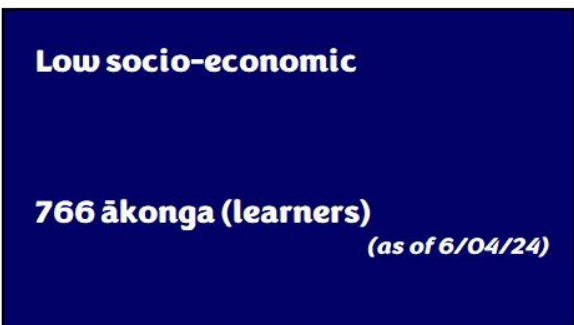 Low socio-economic
766 ākonga (learners)
(as of 6/04/24)